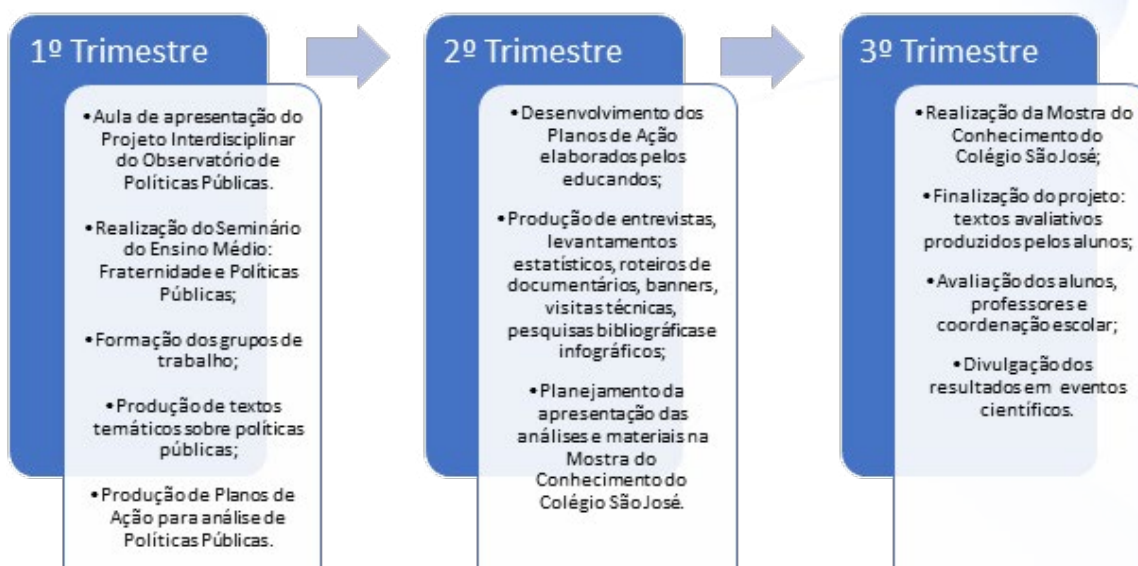 1º Trimestre
•Aula de apresentação do
Projeto Interdisciplinar
do Observatório de
Políticas Públicas.
•Realização do Seminário
do Ensino Médio:
Fraternidade e Políticas
Públicas;
•Formação dos grupos de
trabalho;
•Produção de textos
temáticos sobre políticas
públicas;
•Produção de Planos de
Ação para análise de
Políticas Públicas.
2º Trimestre
•Desenvolvimento dos
Planos de Ação
elaborados pelos
educandos;
•Produção de entrevistas,
levantamentos
estatísticos, roteiros de
documentários, banners,
visitas técnicas,
pesquisas bibliográficas e
infográficos;
•Planejamento da
apresentação das
análises e materiais na
Mostra do
Conhecimento do
Colégio São José.
3º Trimestre
•Realização da Mostra do
Conhecimento do
Colégio São José;
•Finalização do projeto:
textos avaliativos
produzidos pelos alunos;
•Avaliação dos alunos,
professores e
coordenação escolar;
•Divulgação dos
resultados em eventos
científicos.